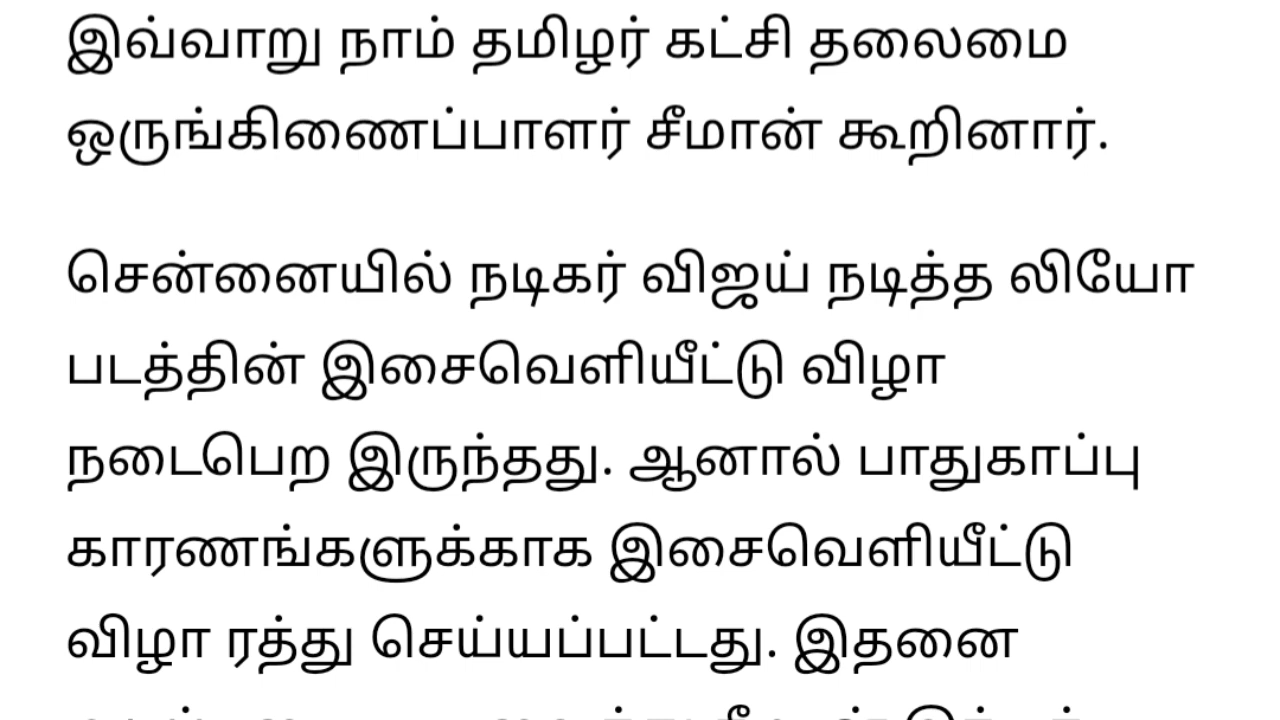 இவ்வாறு நாம் தமிழர் கட்சி தலைமை
ஒருங்கிணைப்பாளர் சீமான் கூறினார்.
சென்னையில் நடிகர் விஜய் நடித்த லியோ
படத்தின் இசைவெளியீட்டு விழா
நடைபெற இருந்தது. ஆனால் பாதுகாப்பு
காரணங்களுக்காக இசைவெளியீட்டு
விழா ரத்து செய்யப்பட்டது. இதனை